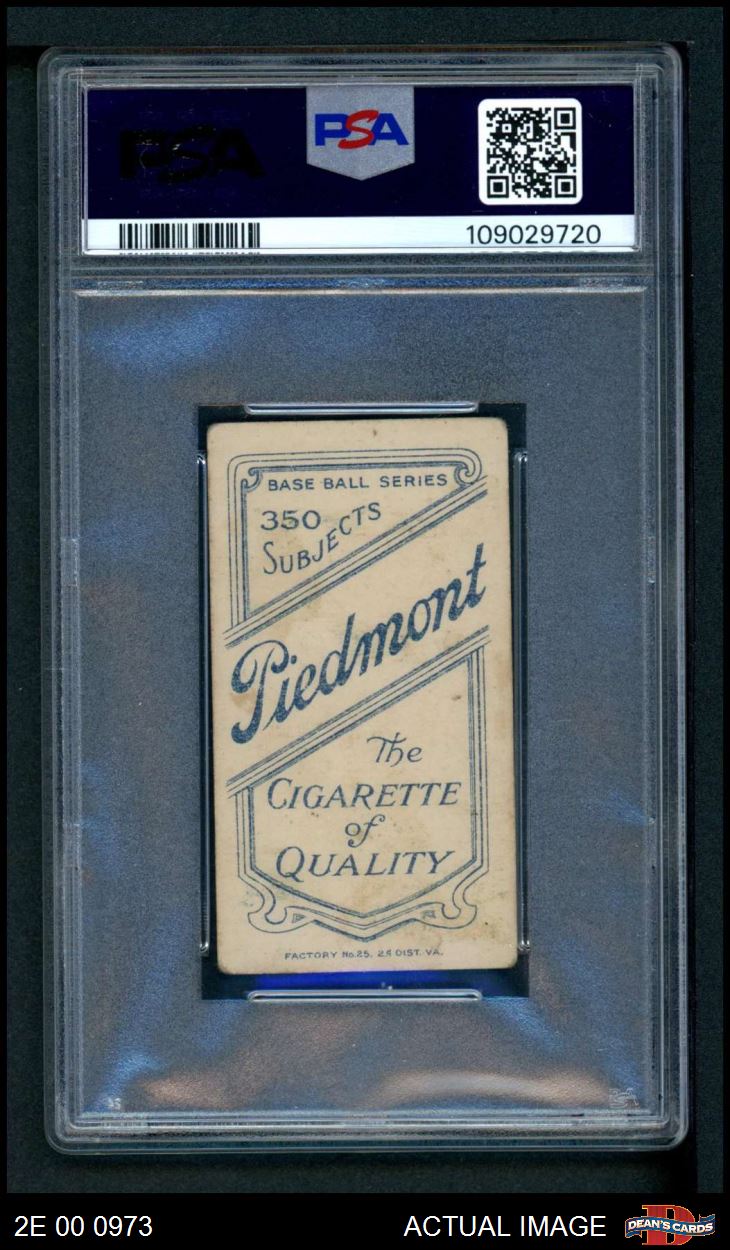 PSA
PSA
109029720
BASE BALL SERIES
350
SUBJECTS
Piedmont
The
CIGARETTE
of
QUALITY
FACTORY No.25, 2d DIST. VA.
2E 00 0973
ACTUAL IMAGE
D
DEAN'S CARDS